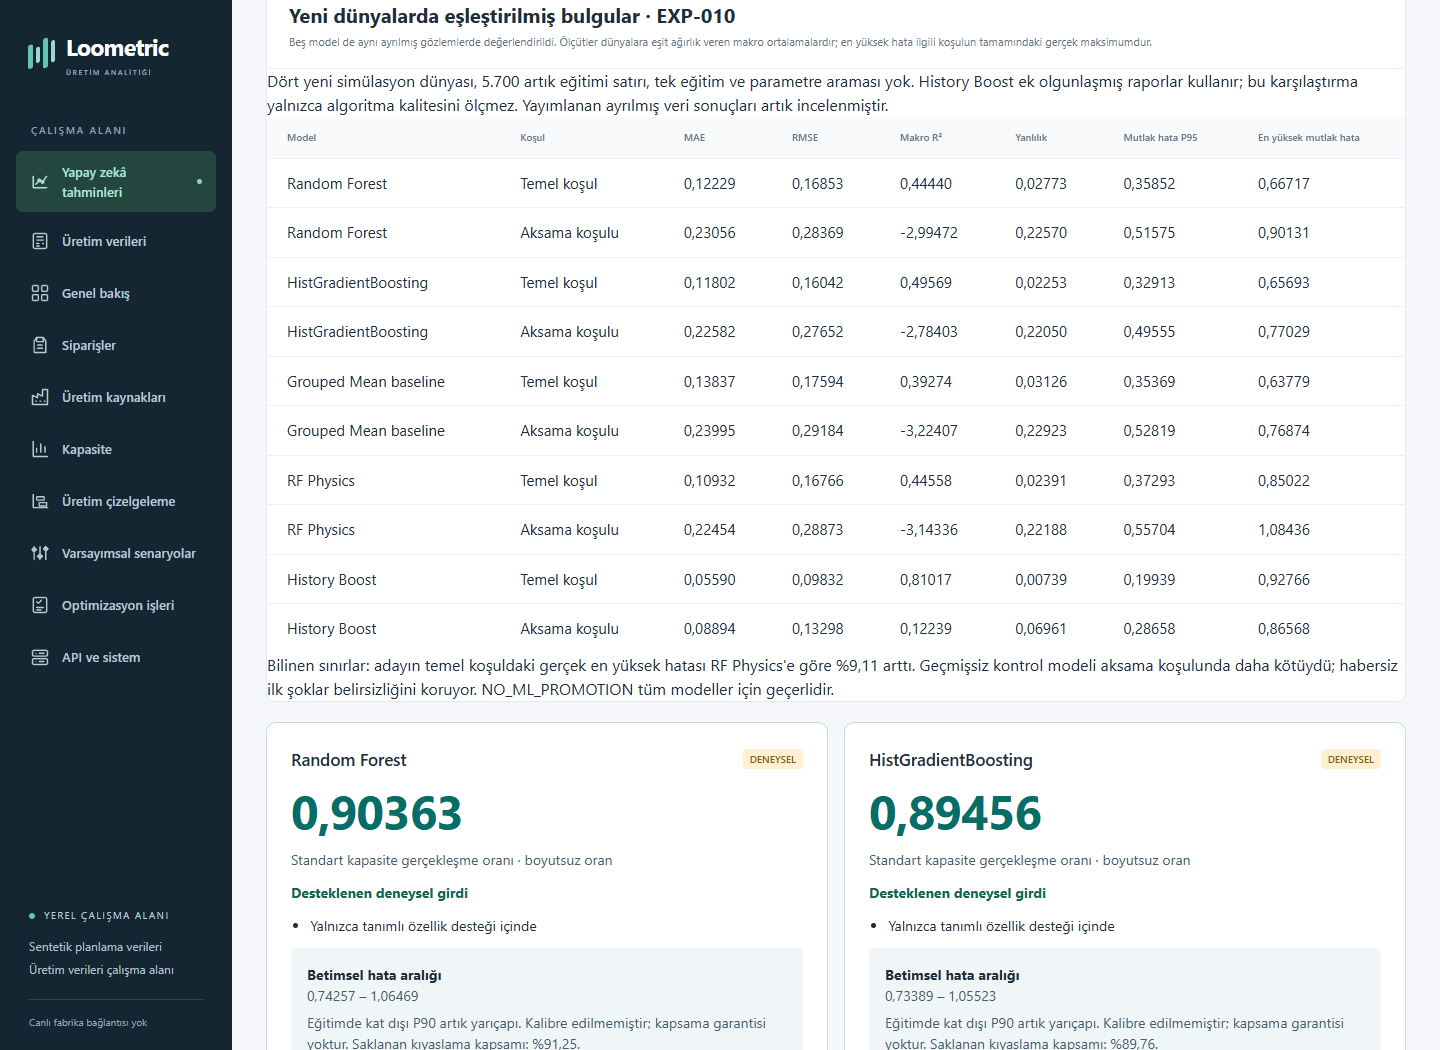 Loometric
ÜRETİM ANALİTİĞİ
ÇALIŞMA ALANI
Yapay zekâ
tahminleri
Üretim verileri
Genel bakış
Siparişler
Üretim kaynakları
Kapasite
Üretim çizelgeleme
Varsayımsal senaryolar
Optimizasyon işleri
API ve sistem
YEREL ÇALIŞMA ALANI
Sentetik planlama verileri
Üretim verileri çalışma alanı
Canlı fabrika bağlantısı yok
Yeni dünyalarda eşleştirilmiş bulgular · EXP-010
Beş model de aynı ayrılmış gözlemlerde değerlendirildi. Ölçütler dünyalara eşit ağırlık veren makro ortalamalardır; en yüksek hata ilgili koşulun tamamındaki gerçek maksimumdur.
Dört yeni simülasyon dünyası, 5.700 artık eğitimi satırı, tek eğitim ve parametre araması yok. History Boost ek olgunlaşmış raporlar kullanır; bu karşılaştırma
yalnızca algoritma kalitesini ölçmez. Yayımlanan ayrılmış veri sonuçları artık incelenmiştir.
Model Koşul MAE RMSE Makro R² Yanlılık Mutlak hata P95 En yüksek mutlak hata
Random Forest Temel koşul 0,12229 0,16853 0,44440 0,02773 0,35852 0,66717
Random Forest Aksama koşulu 0,23056 0,28369 -2,99472 0,22570 0,51575 0,90131
HistGradientBoosting Temel koşul 0,11802 0,16042 0,49569 0,02253 0,32913 0,65693
HistGradientBoosting Aksama koşulu 0,22582 0,27652 -2,78403 0,22050 0,49555 0,77029
Grouped Mean baseline Temel koşul 0,13837 0,17594 0,39274 0,03126 0,35369 0,63779
Grouped Mean baseline Aksama koşulu 0,23995 0,29184 -3,22407 0,22923 0,52819 0,76874
RF Physics Temel koşul 0,10932 0,16766 0,44558 0,02391 0,37293 0,85022
RF Physics Aksama koşulu 0,22454 0,28873 -3,14336 0,22188 0,55704 1,08436
History Boost Temel koşul 0,05590 0,09832 0,81017 0,00739 0,19939 0,92766
History Boost Aksama koşulu 0,08894 0,13298 0,12239 0,06961 0,28658 0,86568
Bilinen sınırlar: adayın temel koşuldaki gerçek en yüksek hatası RF Physics'e göre %9,11 arttı. Geçmişsiz kontrol modeli aksama koşulunda daha kötüydü; habersiz
ilk şoklar belirsizliğini koruyor. NO_ML_PROMOTION tüm modeller için geçerlidir.
Random Forest
DENEYSEL
0,90363
Standart kapasite gerçekleşme oranı · boyutsuz oran
Desteklenen deneysel girdi
• Yalnızca tanımlı özellik desteği içinde
Betimsel hata aralığı
0,74257 – 1,06469
Eğitimde kat dışı P90 artık yarıçapı. Kalibre edilmemiştir; kapsama garantisi
yoktur. Saklanan kıyaslama kapsamı: %91,25.
HistGradientBoosting
DENEYSEL
0,89456
Standart kapasite gerçekleşme oranı · boyutsuz oran
Desteklenen deneysel girdi
• Yalnızca tanımlı özellik desteği içinde
Betimsel hata aralığı
0,73389 – 1,05523
Eğitimde kat dışı P90 artık yarıçapı. Kalibre edilmemiştir; kapsama garantisi
yoktur. Saklanan kıyaslama kapsamı: %89,76.